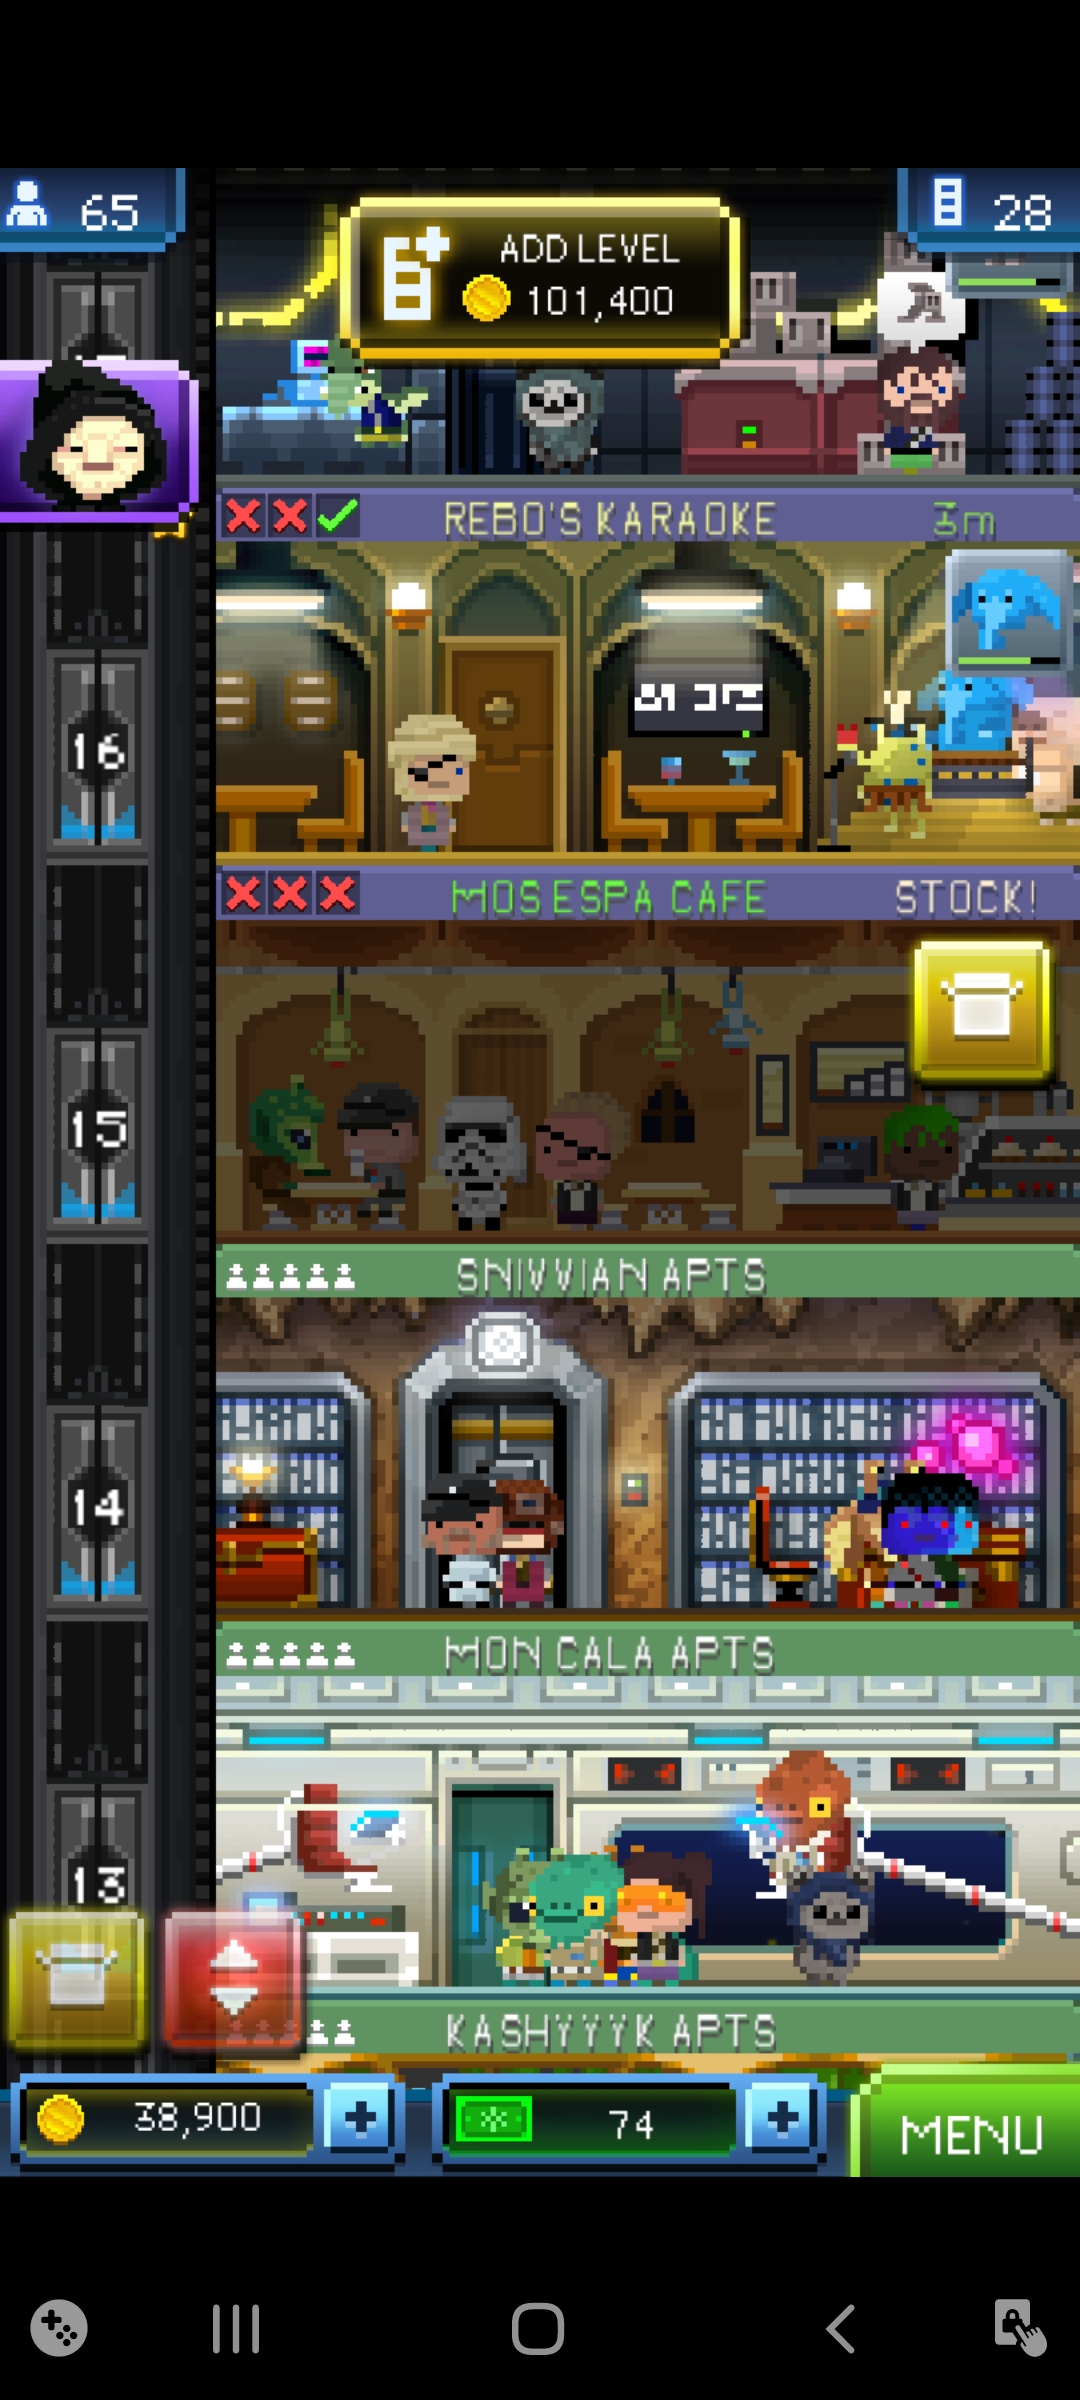 65
28
ADD LEVEL
101,400
REBO'S KARAOKE
3m
16
MOS ESPA CAFE
STOCK!
15
SNIVVIAN APTS
14
MON CALA APTS
13
KASHYYYK APTS
38,900
74
MENU